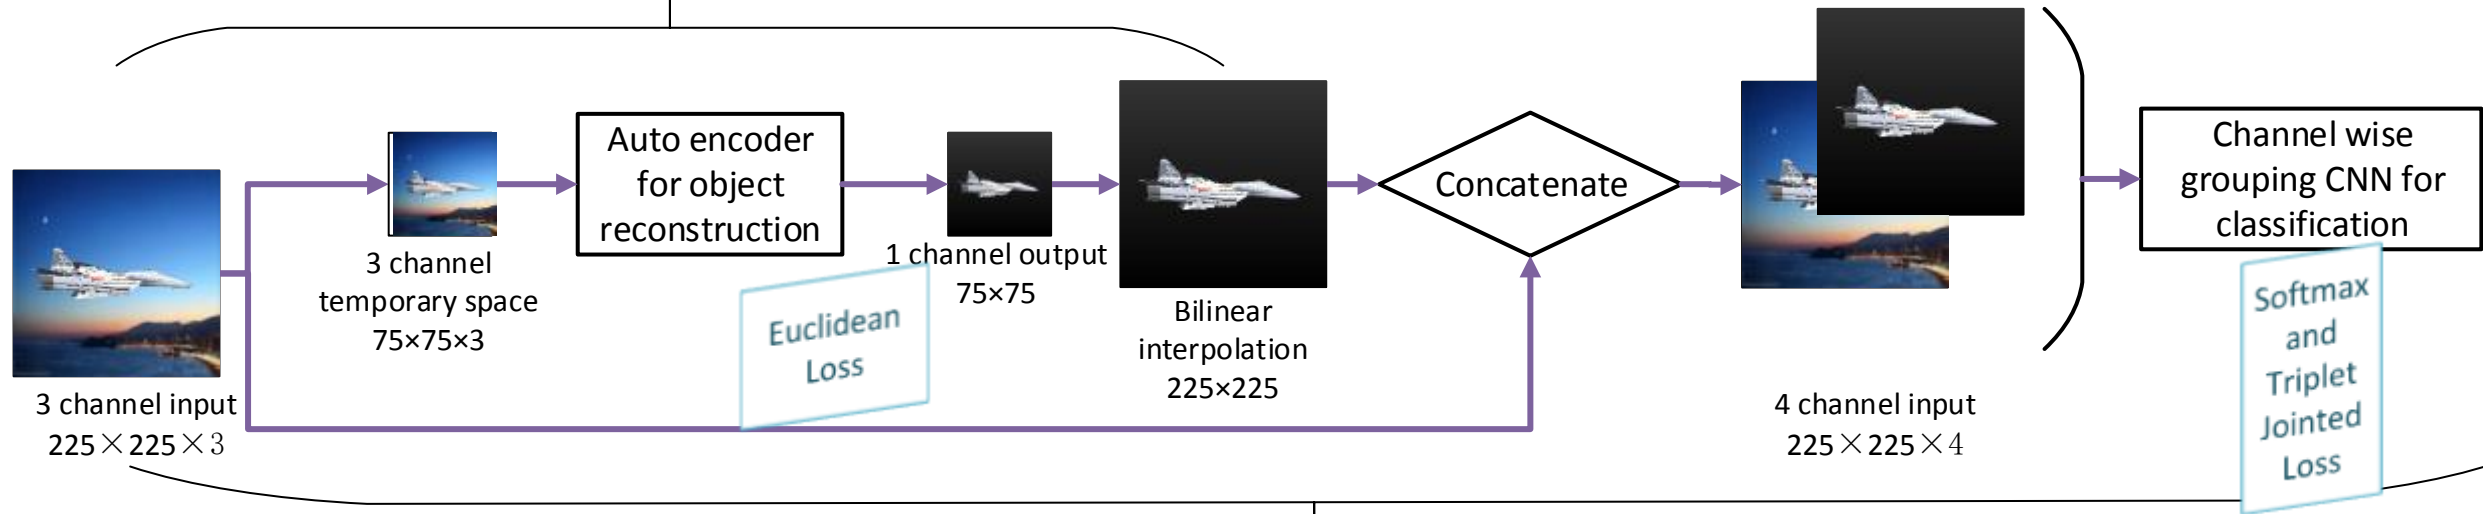 3 channel input
225×225×3
3 channel
temporary space
75×75×3
Auto encoder
for object
reconstruction
Euclidean
Loss
1 channel output
75×75
Bilinear
interpolation
225×225
Concatenate
4 channel input
225×225×4
Channel wise
grouping CNN for
classification
Softmax
and
Triplet
Jointed
Loss